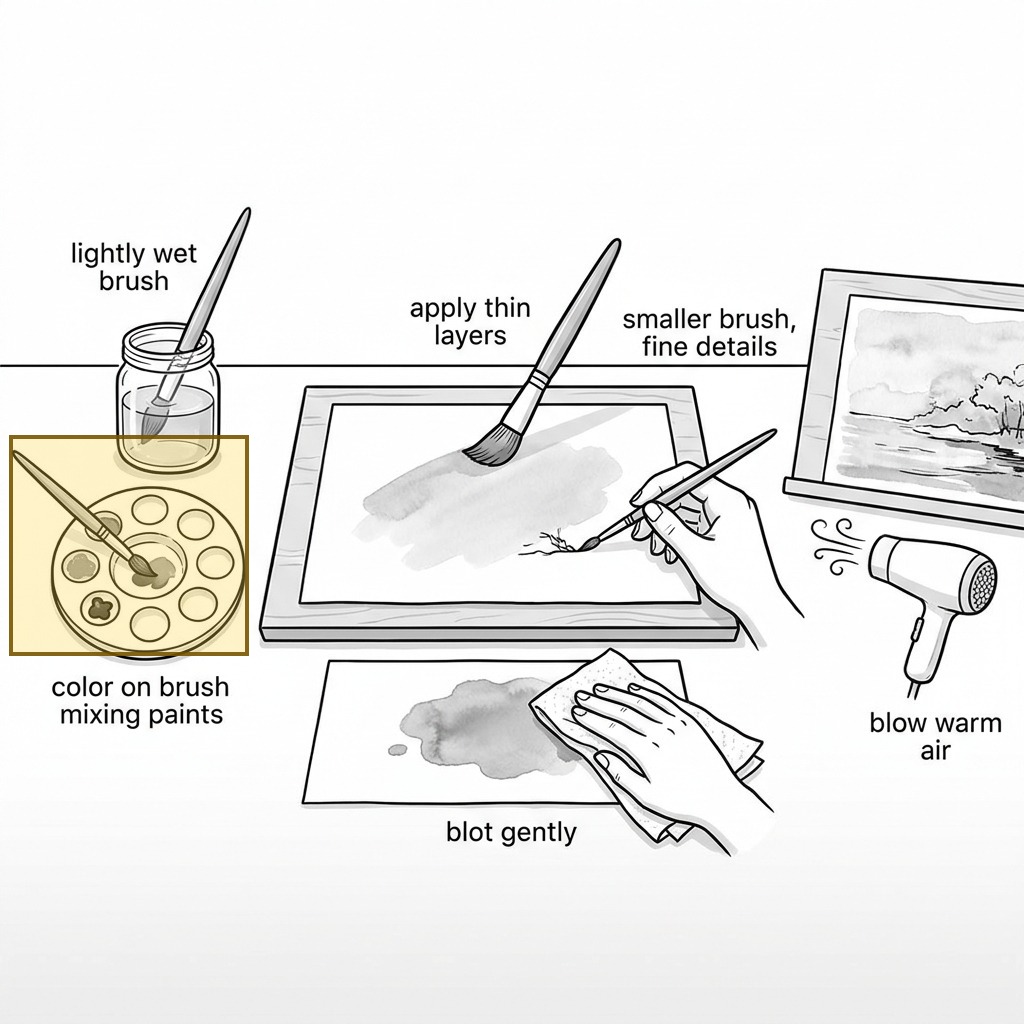 lightly wet
brush
apply thin
layers
smaller brush,
fine details
color on brush
mixing paints
blow warm
air
blot gently